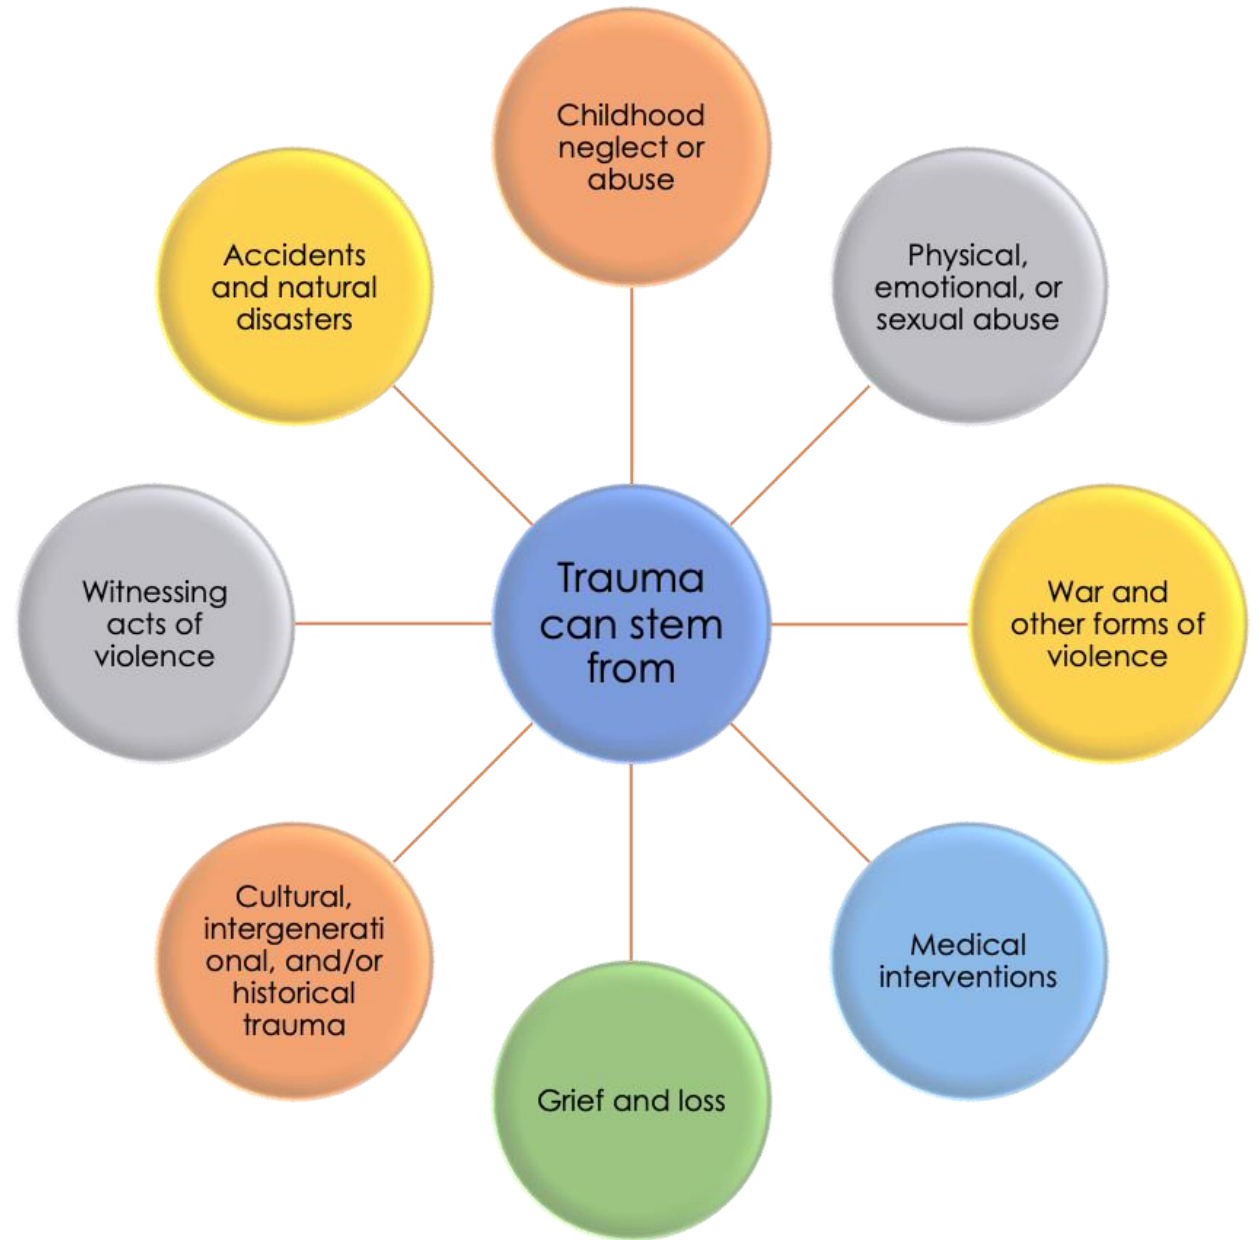 Childhood
neglect or
abuse
Physical,
emotional, or
sexual abuse
War and
other forms of
violence
Medical
interventions
Grief and loss
Cultural,
intergenerati
onal, and/or
historical
trauma
Witnessing
acts of
violence
Accidents
and natural
disasters
Trauma
can stem
from